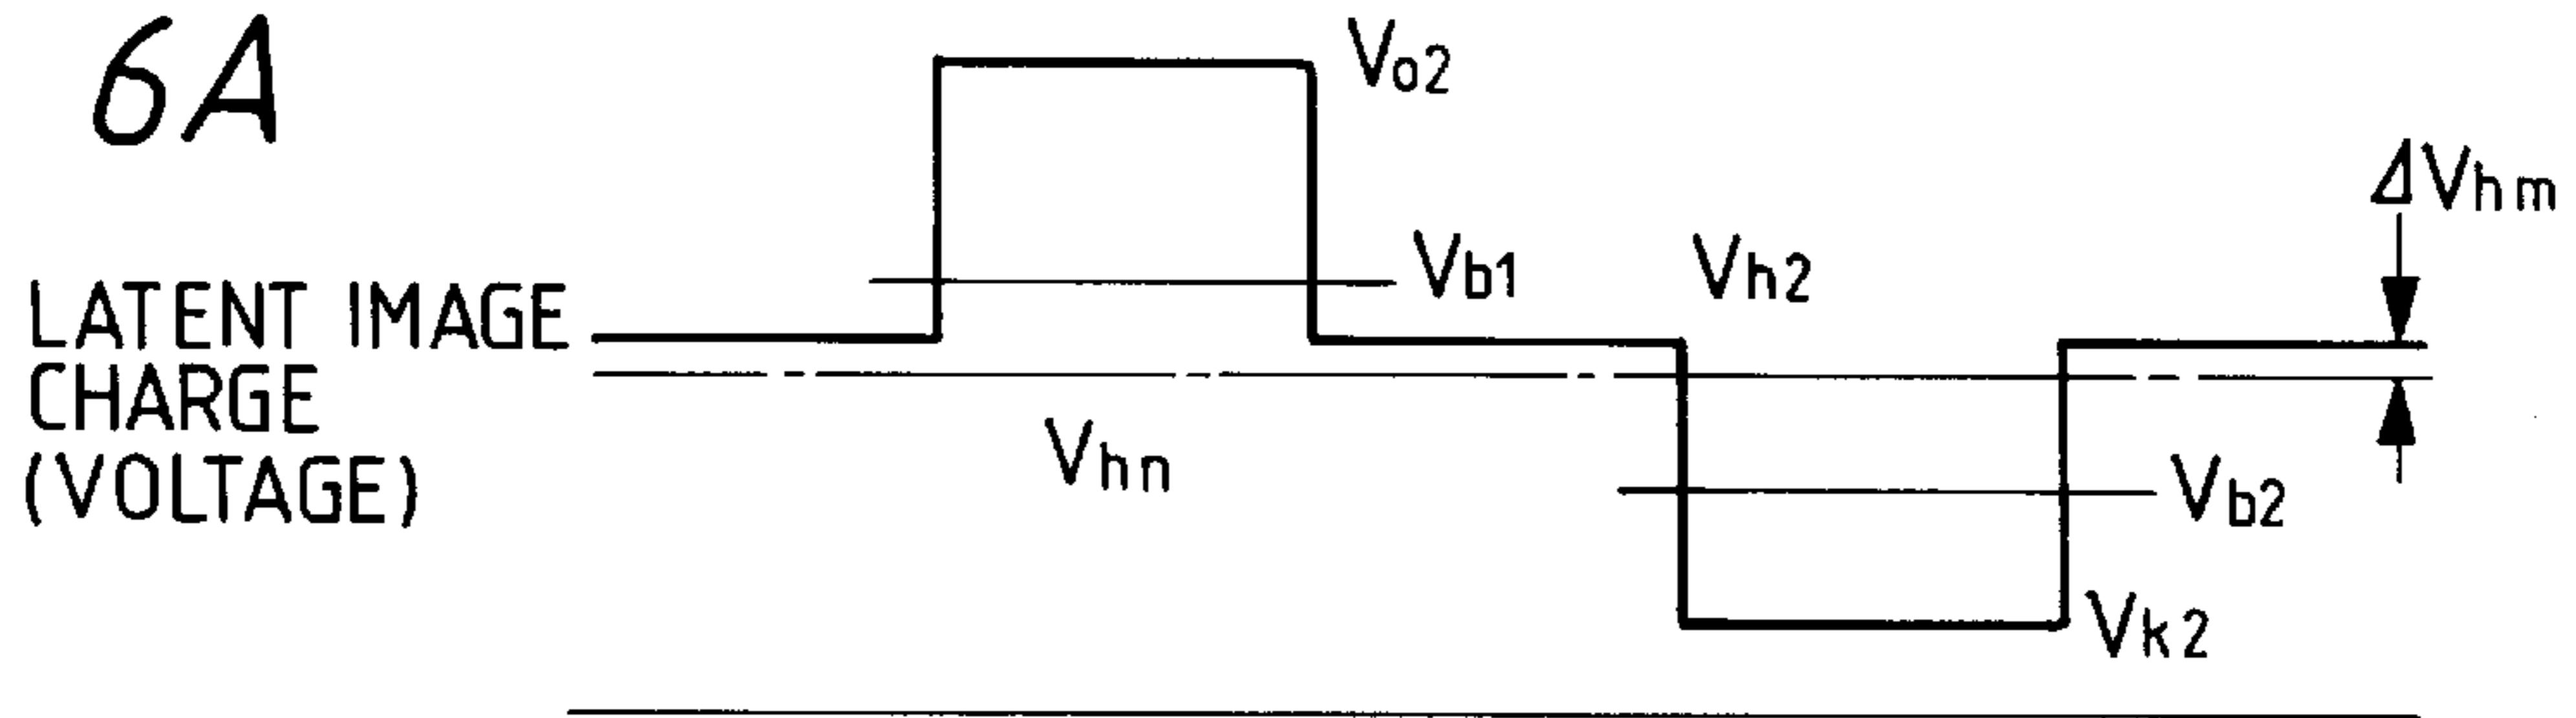 6A
Vo2
ΔVhm
Vb1
Vh2
LATENT IMAGE
CHARGE
(VOLTAGE)
Vhn
Vb2
Vk2